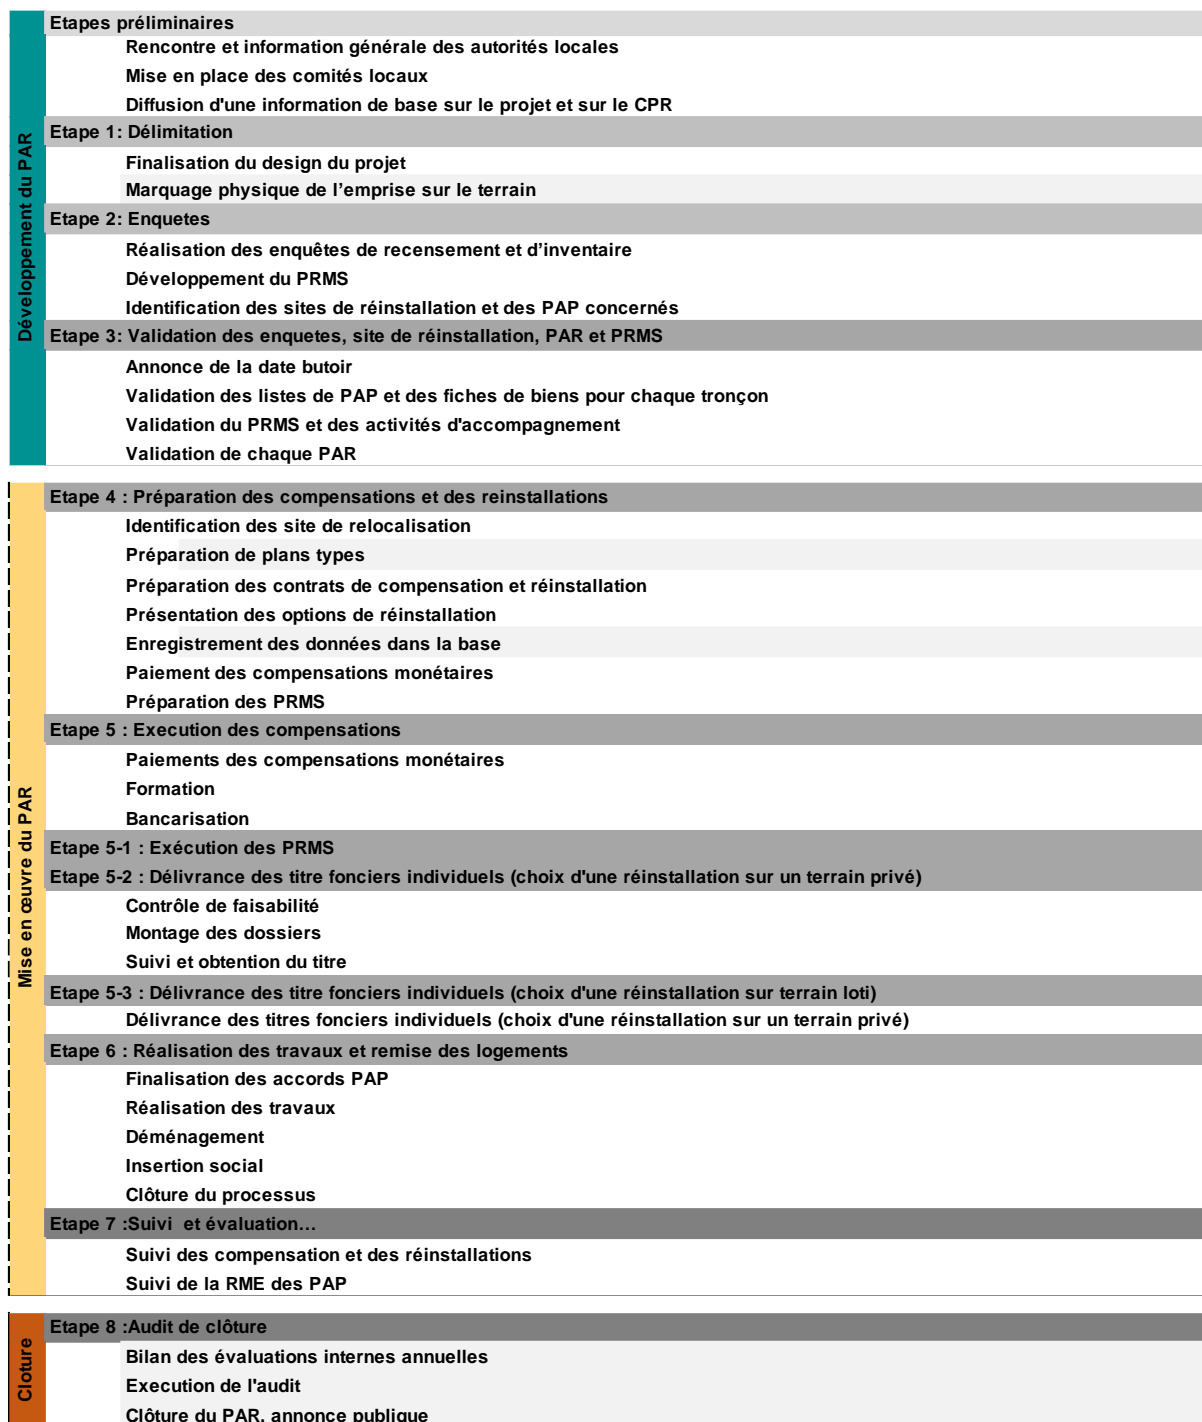 Développement du PAR
Etapes préliminaires
Rencontre et information générale des autorités locales
Mise en place des comités locaux
Diffusion d'une information de base sur le projet et sur le CPR
Etape 1: Délimitation
Finalisation du design du projet
Marquage physique de l’emprise sur le terrain
Etape 2: Enquetes
Réalisation des enquêtes de recensement et d’inventaire
Développement du PRMS
Identification des sites de réinstallation et des PAP concernés
Etape 3: Validation des enquetes, site de réinstallation, PAR et PRMS
Annonce de la date butoir
Validation des listes de PAP et des fiches de biens pour chaque tronçon
Validation du PRMS et des activités d'accompagnement
Validation de chaque PAR
Mise en œuvre du PAR
Etape 4 : Préparation des compensations et des reinstallations
Identification des site de relocalisation
Préparation de plans types
Préparation des contrats de compensation et réinstallation
Présentation des options de réinstallation
Enregistrement des données dans la base
Paiement des compensations monétaires
Préparation des PRMS
Etape 5 : Execution des compensations
Paiements des compensations monétaires
Formation
Bancarisation
Etape 5-1 : Exécution des PRMS
Etape 5-2 : Délivrance des titre fonciers individuels (choix d'une réinstallation sur un terrain privé)
Contrôle de faisabilité
Montage des dossiers
Suivi et obtention du titre
Etape 5-3 : Délivrance des titre fonciers individuels (choix d'une réinstallation sur terrain loti)
Délivrance des titres fonciers individuels (choix d'une réinstallation sur un terrain privé)
Etape 6 : Réalisation des travaux et remise des logements
Finalisation des accords PAP
Réalisation des travaux
Déménagement
Insertion social
Clôture du processus
Etape 7 :Suivi  et évaluation…
Suivi des compensation et des réinstallations
Suivi de la RME des PAP
Cloture
Etape 8 :Audit de clôture
Bilan des évaluations internes annuelles
Execution de l'audit
Clôture du PAR, annonce publique